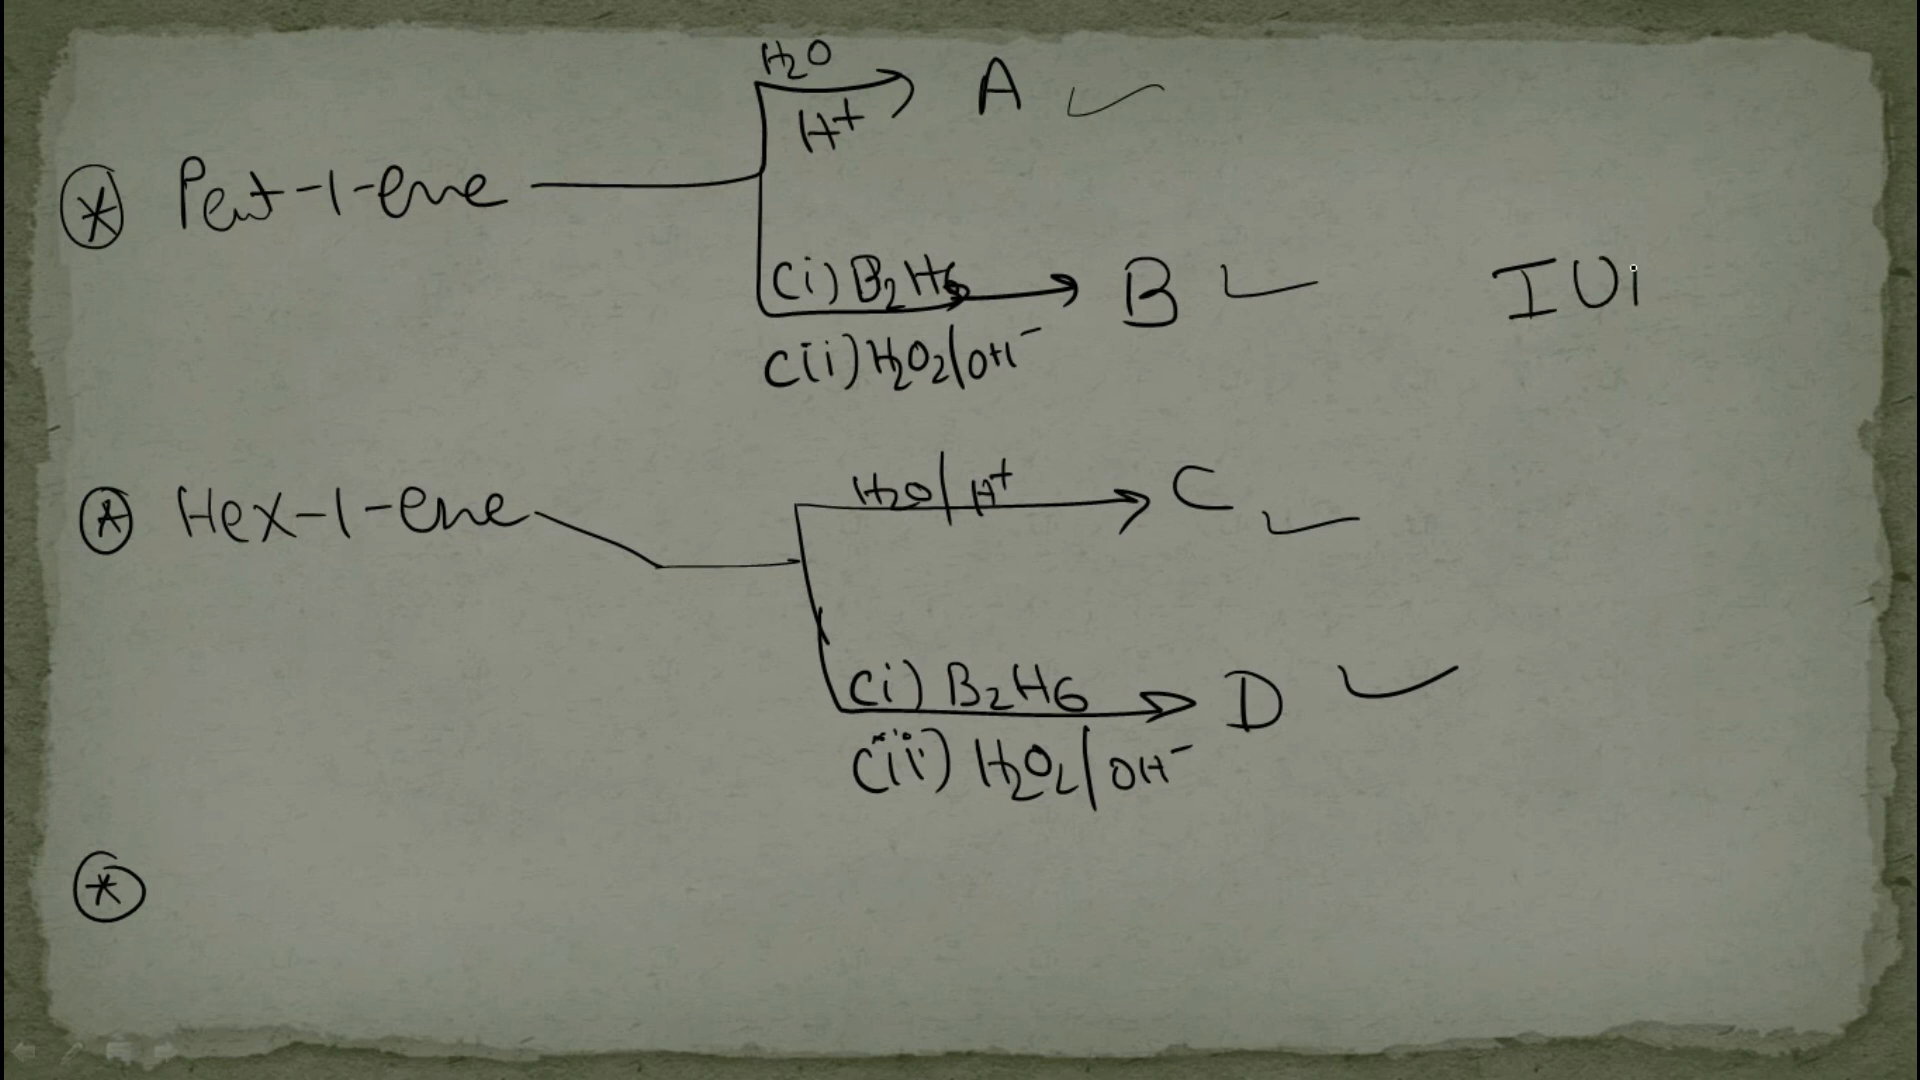 H2O
H+
A
* Pent-1-ene
(i) B2H6
B
IUi
(ii) H2O2/OH-
H2O/H+
C
* Hex-1-ene
(i) B2H6
D
(ii) H2O2/OH-
*